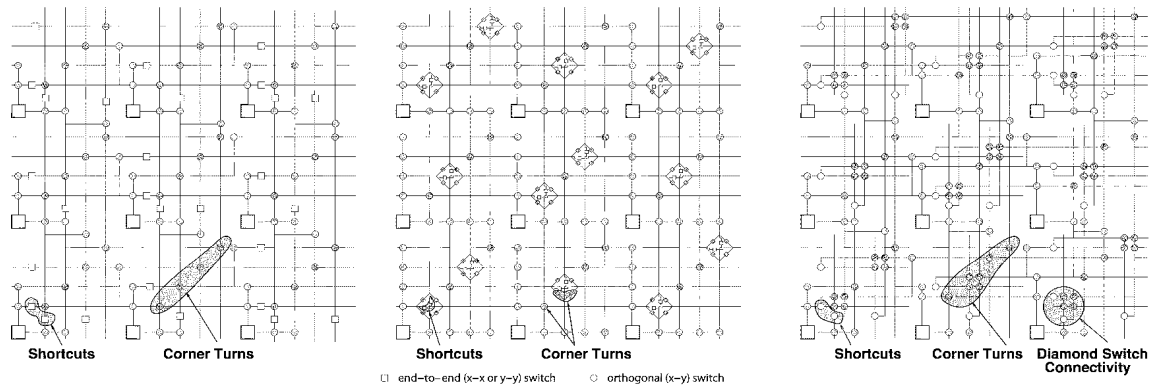 Shortcuts Corner Turns Shortcuts Corner Turns Shortcuts Corner Turns Diamond Switch
Connectivity
end-to-end (x-x or y-y) switch orthogonal (x-y) switch